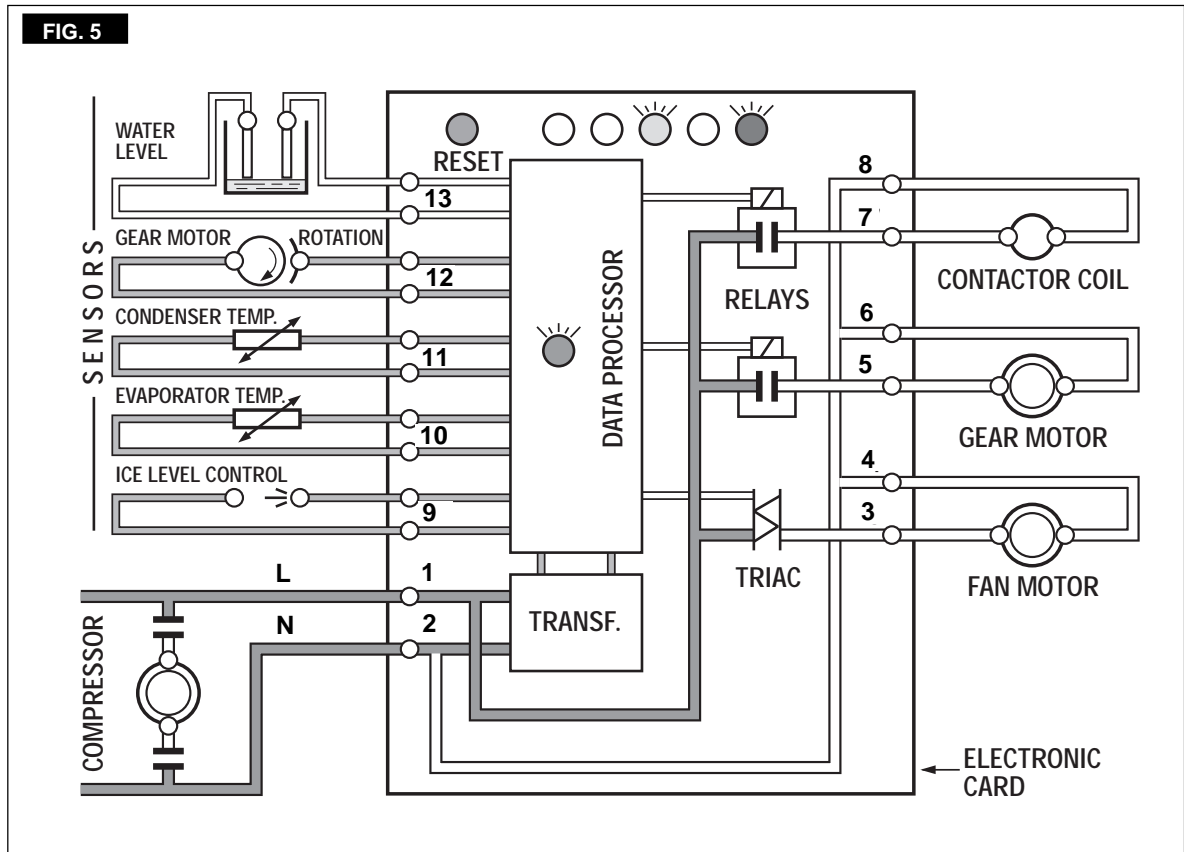 FIG. 5
WATER
LEVEL
RESET
13
GEAR MOTOR
ROTATION
12
CONDENSER TEMP.
11
EVAPORATOR TEMP.
10
ICE LEVEL CONTROL
9
SENSORS
DATA PROCESSOR
RELAYS
TRIAC
8
7
CONTACTOR COIL
6
5
GEAR MOTOR
4
3
FAN MOTOR
L
1
N
2
TRANSF.
COMPRESSOR
ELECTRONIC
CARD